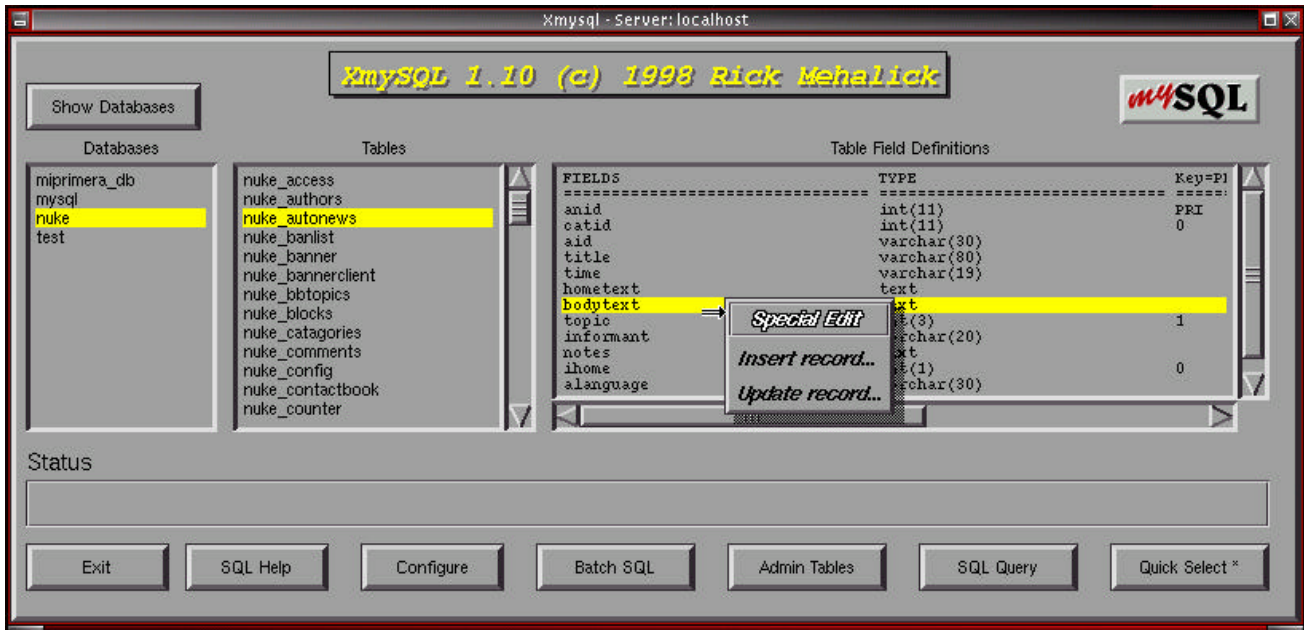 Xmysql - Server: localhost
XmySQL 1.10 (c) 1998 Rick Mehalick
Show Databases
mySQL
Databases
miprimera_db
mysql
nuke
test
Tables
nuke_access
nuke_authors
nuke_autonews
nuke_banlist
nuke_banner
nuke_bannerclient
nuke_bbtopics
nuke_blocks
nuke_catagories
nuke_comments
nuke_config
nuke_contactbook
nuke_counter
Table Field Definitions
FIELDS TYPE Key=PI
anid int(11) PRI
catid int(11) 0
aid varchar(30)
title varchar(80)
time varchar(19)
hometext text
bodytext
topic 1
informant
notes
ihome 0
alanguage
Special Edit
Insert record...
Update record...
Status
Exit
SQL Help
Configure
Batch SQL
Admin Tables
SQL Query
Quick Select *